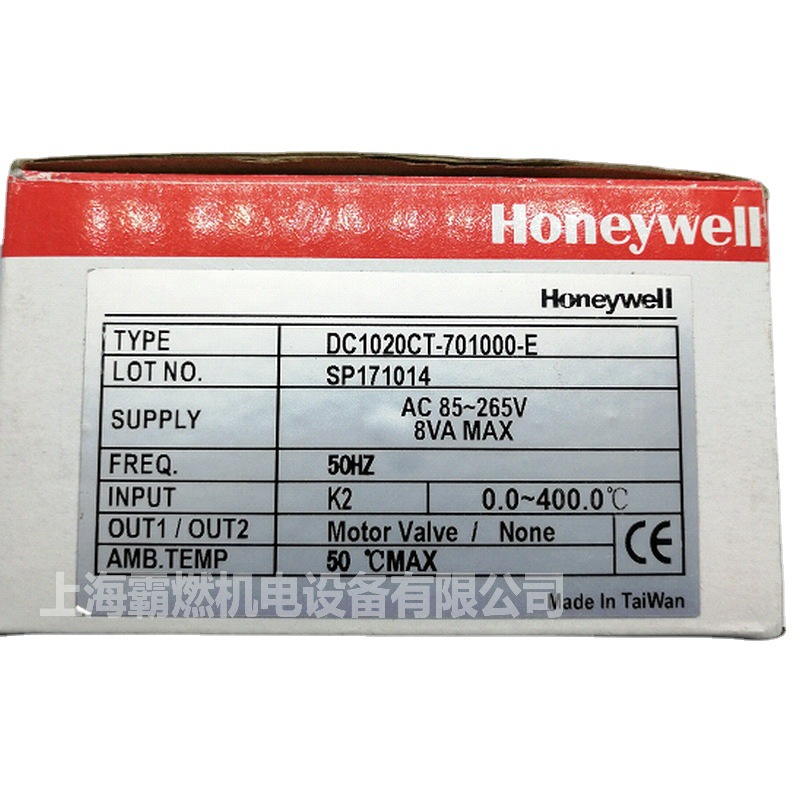 Honeywell
Honeywell
TYPE DC1020CT-701000-E
LOT NO. SP171014
SUPPLY AC 85~265V
8VA MAX
FREQ. 50HZ
INPUT K2 0.0~400.0℃
OUT1 / OUT2 Motor Valve / None
CE
AMB.TEMP 50 ℃MAX
上海霸燃机电设备有限公司
Made In TaiWan